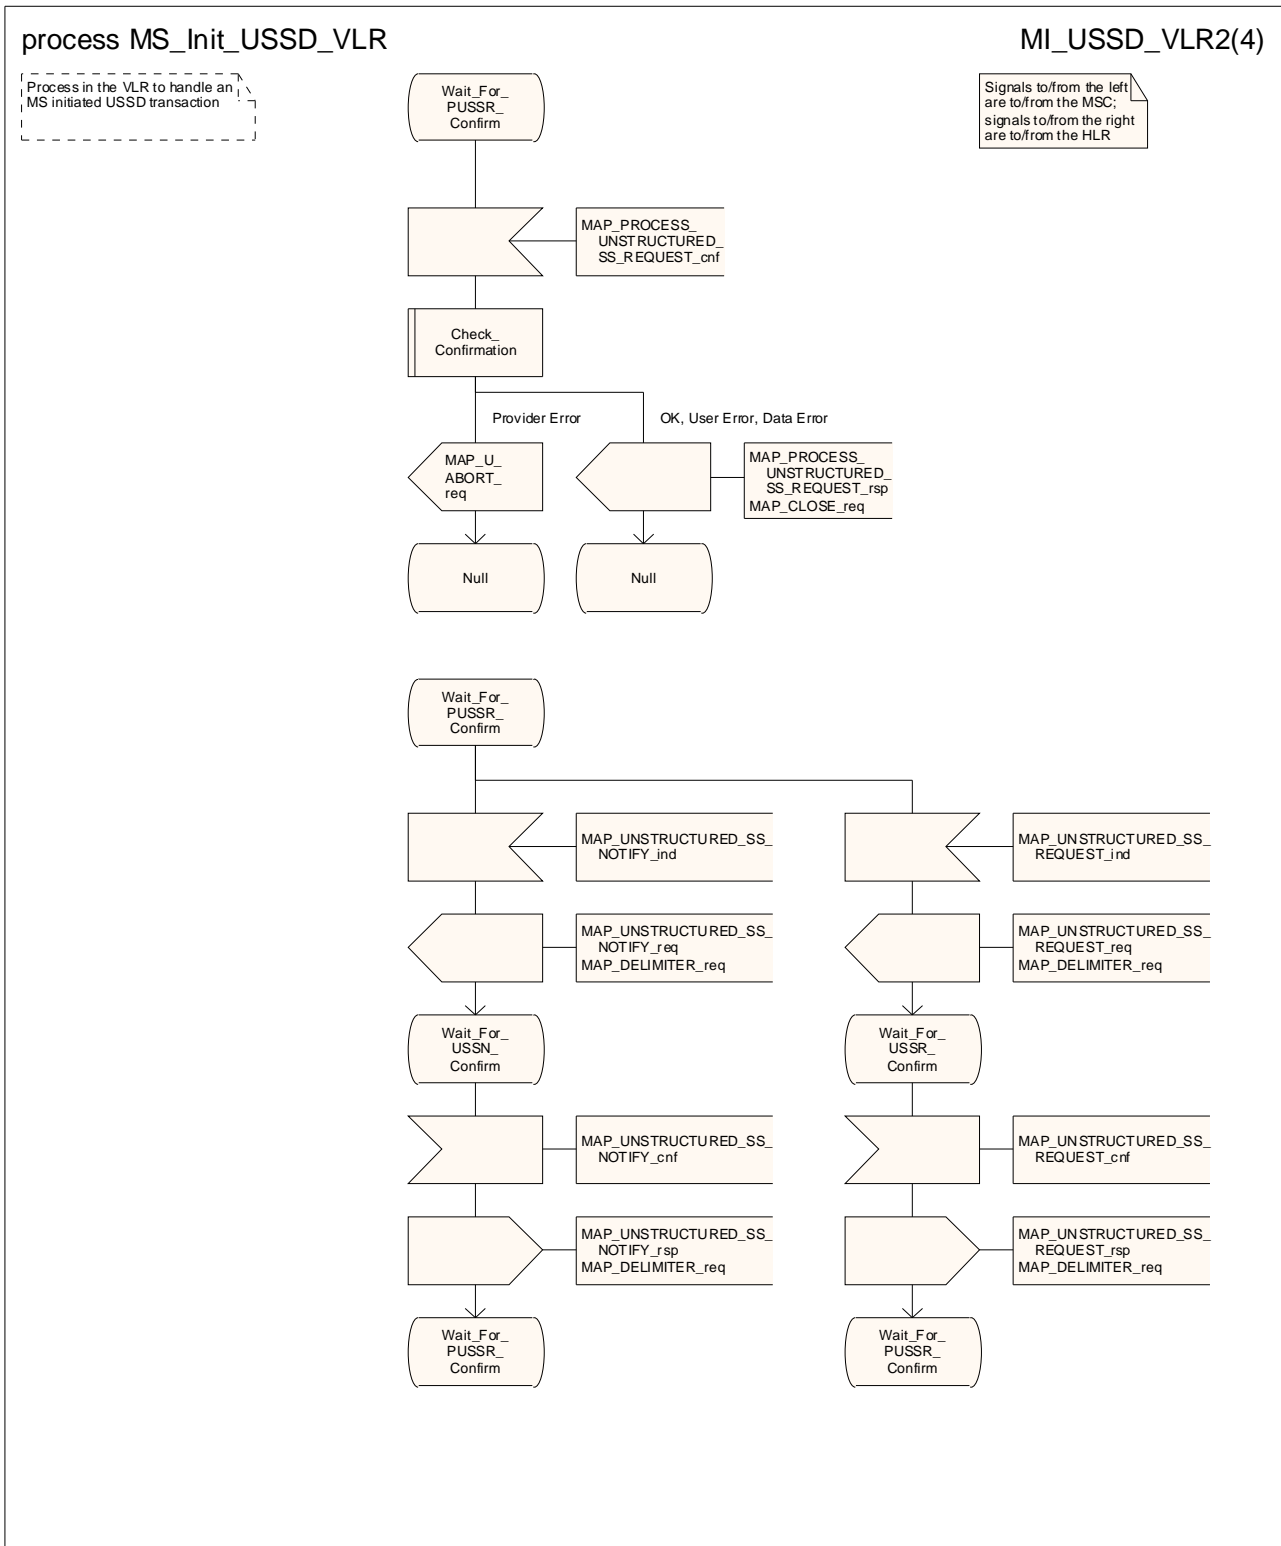 process MS_Init_USSD_VLR
MI_USSD_VLR2(4)
Process in the VLR to handle an
MS initiated USSD transaction
Wait_For_
PUSSR_
Confirm
Signals to/from the left
are to/from the MSC;
signals to/from the right
are to/from the HLR
MAP_PROCESS_
UNSTRUCTURED_
SS_REQUEST_cnf
Check_
Confirmation
Provider Error
OK, User Error, Data Error
MAP_U_
ABORT_
req
MAP_PROCESS_
UNSTRUCTURED_
SS_REQUEST_rsp
MAP_CLOSE_req
Null
Null
Wait_For_
PUSSR_
Confirm
MAP_UNSTRUCTURED_SS_
NOTIFY_ind
MAP_UNSTRUCTURED_SS_
REQUEST_ind
MAP_UNSTRUCTURED_SS_
NOTIFY_req
MAP_DELIMITER_req
MAP_UNSTRUCTURED_SS_
REQUEST_req
MAP_DELIMITER_req
Wait_For_
USSN_
Confirm
Wait_For_
USSR_
Confirm
MAP_UNSTRUCTURED_SS_
NOTIFY_cnf
MAP_UNSTRUCTURED_SS_
REQUEST_cnf
MAP_UNSTRUCTURED_SS_
NOTIFY_rsp
MAP_DELIMITER_req
MAP_UNSTRUCTURED_SS_
REQUEST_rsp
MAP_DELIMITER_req
Wait_For_
PUSSR_
Confirm
Wait_For_
PUSSR_
Confirm